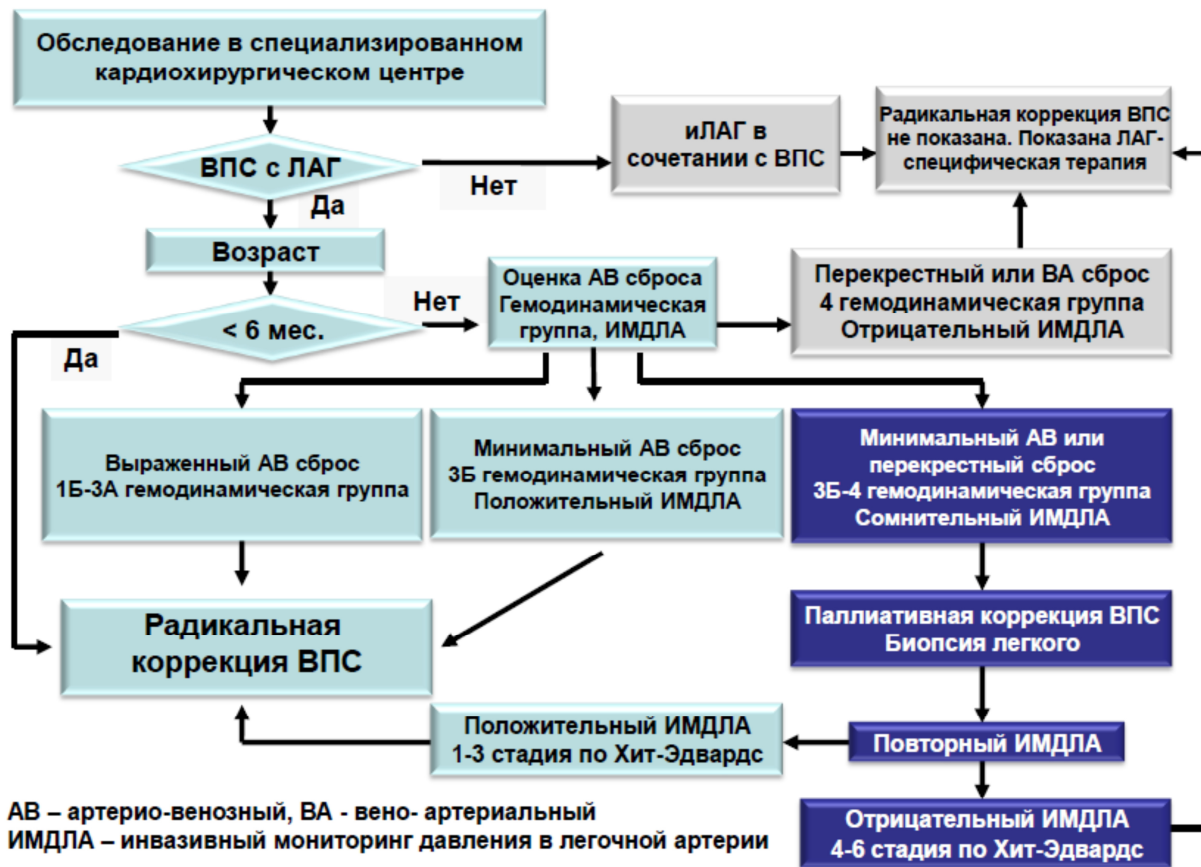 Обследование в специализированном
кардиохирургическом центре
ВПС с ЛАГ
Нет
Да
иЛАГ в
сочетании с ВПС
Радикальная коррекция ВПС
не показана. Показана ЛАГ-
специфическая терапия
Возраст
< 6 мес.
Нет
Да
Оценка АВ сброса
Гемодинамическая
группа, ИМДЛА
Перекрестный или ВА сброс
4 гемодинамическая группа
Отрицательный ИМДЛА
Выраженный АВ сброс
1Б-3А гемодинамическая группа
Минимальный АВ сброс
3Б гемодинамическая группа
Положительный ИМДЛА
Минимальный АВ или
перекрестный сброс
3Б-4 гемодинамическая группа
Сомнительный ИМДЛА
Радикальная
коррекция ВПС
Паллиативная коррекция ВПС
Биопсия легкого
Положительный ИМДЛА
1-3 стадия по Хит-Эдвардс
Повторный ИМДЛА
Отрицательный ИМДЛА
4-6 стадия по Хит-Эдвардс
АВ – артерио-венозный, ВА - вено- артериальный
ИМДЛА – инвазивный мониторинг давления в легочной артерии